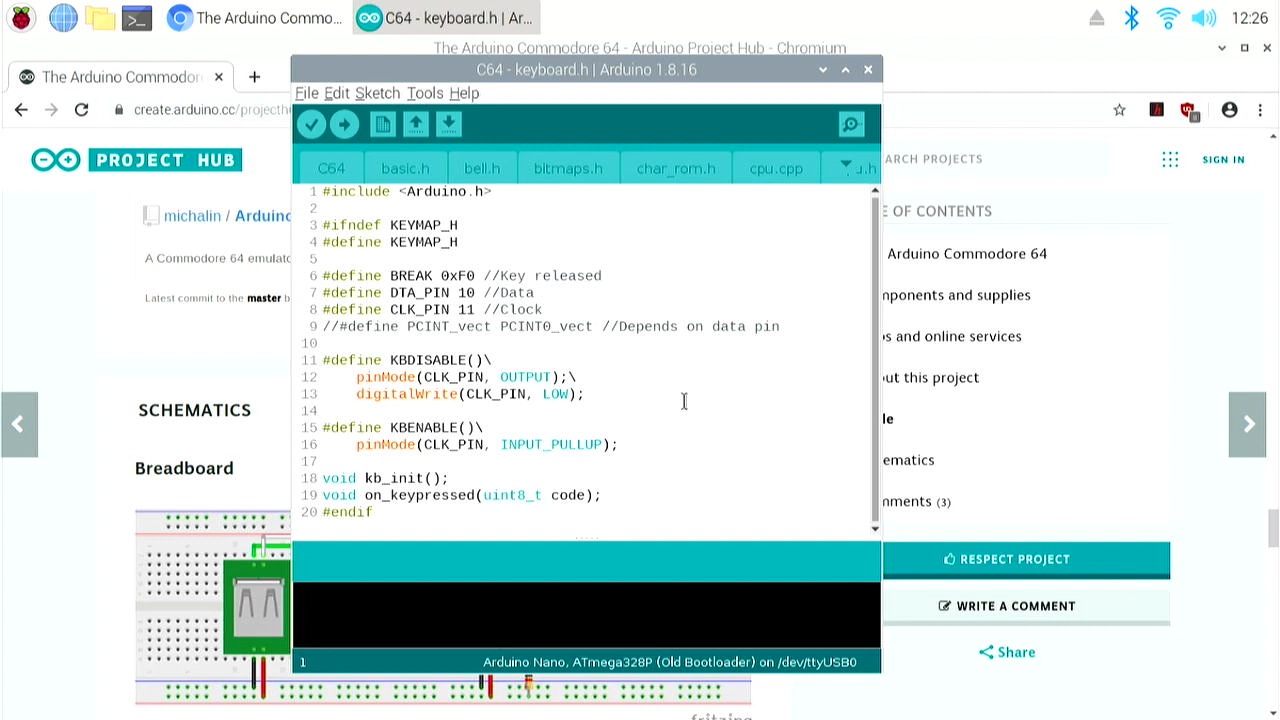 The Arduino Commo...
C64 - keyboard.h | Ar...
12:26
The Arduino Commodore 64 - Arduino Project Hub - Chromium
The Arduino Commodor
create.arduino.cc/projecth
C64 - keyboard.h | Arduino 1.8.16
File Edit Sketch Tools Help
C64
basic.h
bell.h
bitmaps.h
char_rom.h
cpu.cpp
u.h
PROJECT HUB
ARCH PROJECTS
SIGN IN
michalin / Arduino
A Commodore 64 emulato
Latest commit to the master b
SCHEMATICS
Breadboard
1 #include <Arduino.h>
2
3 #ifndef KEYMAP_H
4 #define KEYMAP_H
5
6 #define BREAK 0xF0 //Key released
7 #define DTA_PIN 10 //Data
8 #define CLK_PIN 11 //Clock
9 //#define PCINT_vect PCINT0_vect //Depends on data pin
10
11 #define KBDISABLE()\
12     pinMode(CLK_PIN, OUTPUT);\
13     digitalWrite(CLK_PIN, LOW);
14
15 #define KBENABLE()\
16     pinMode(CLK_PIN, INPUT_PULLUP);
17
18 void kb_init();
19 void on_keypressed(uint8_t code);
20 #endif
1
Arduino Nano, ATmega328P (Old Bootloader) on /dev/ttyUSB0
E OF CONTENTS
Arduino Commodore 64
mponents and supplies
s and online services
out this project
le
ematics
mments (3)
RESPECT PROJECT
WRITE A COMMENT
Share
fritzing